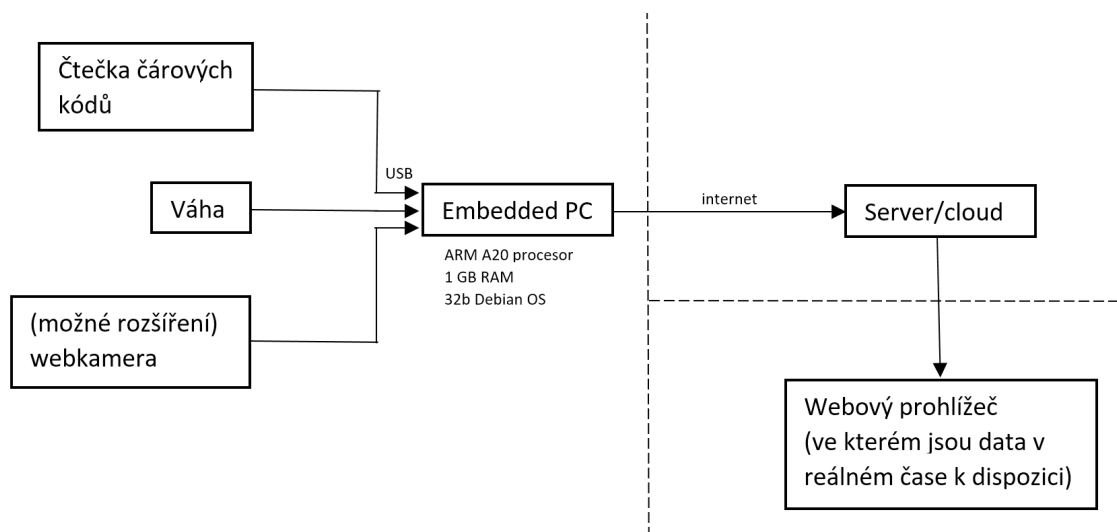 Čtečka čárových
kódů
USB
Váha
Embedded PC
ARM A20 procesor
1 GB RAM
32b Debian OS
(možné rozšíření)
webkamera
internet
Server/cloud
Webový prohlížeč
(ve kterém jsou data v
reálném čase k dispozici)